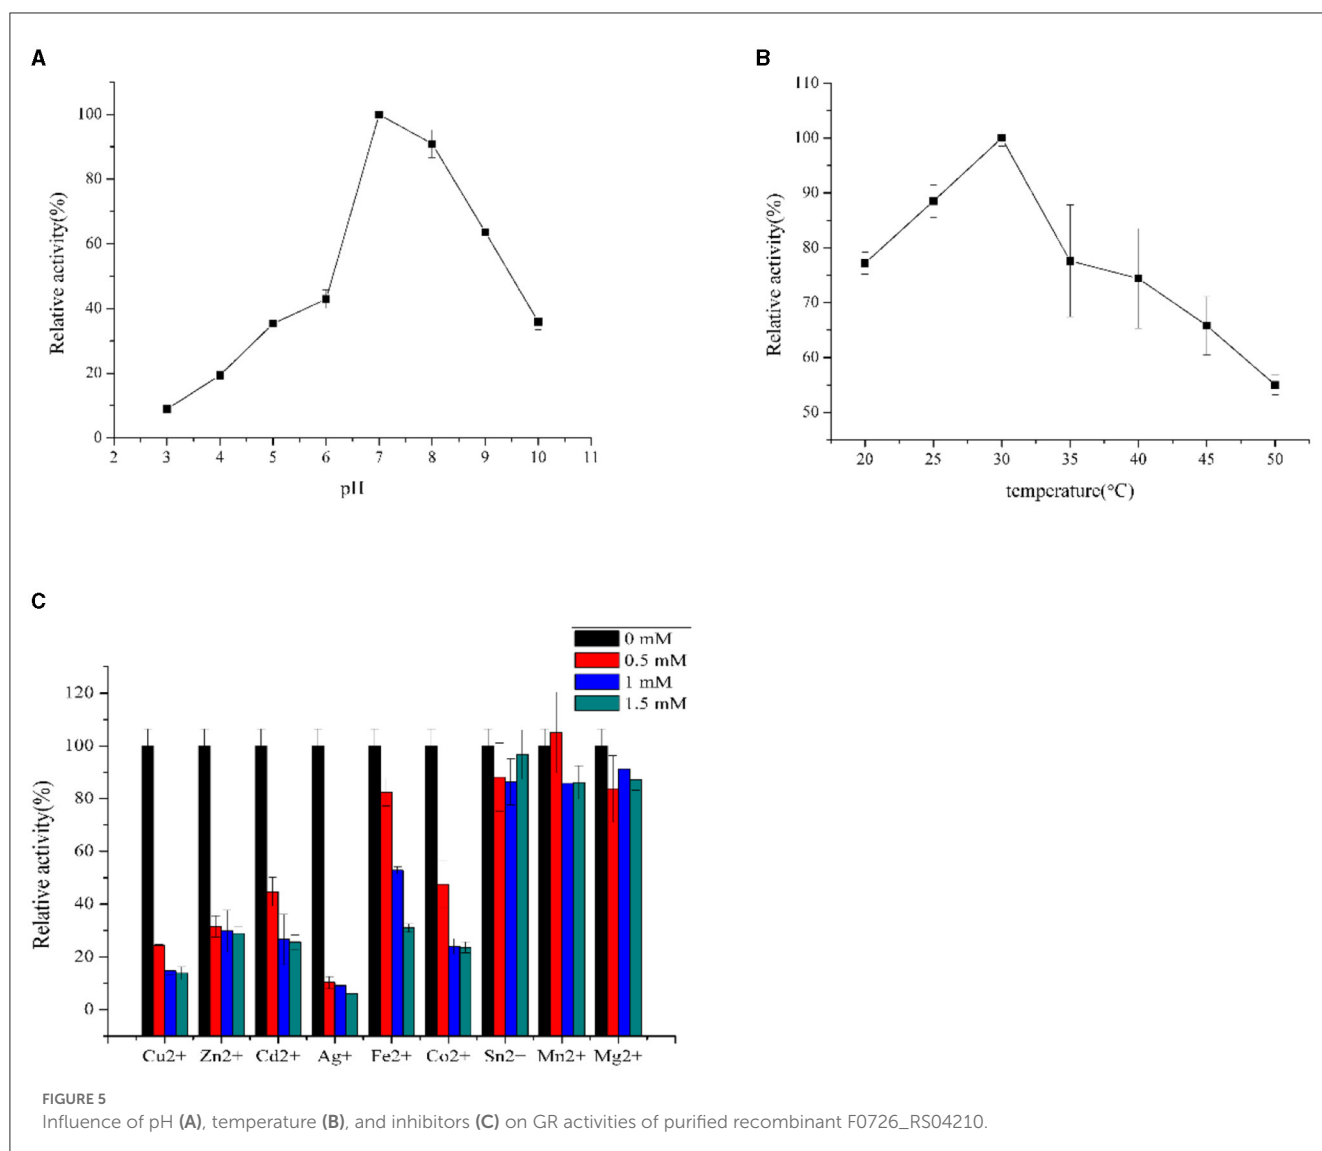 A
Relative activity(%)
100
80
60
40
20
0
2 3 4 5 6 7 8 9 10 11
pH
B
Relative activity(%)
110
100
90
80
70
60
50
20 25 30 35 40 45 50
temperature(°C)
C
0 mM
0.5 mM
1 mM
1.5 mM
Relative activity(%)
120
100
80
60
40
20
0
Cu2+ Zn2+ Cd2+ Ag+ Fe2+ Co2+ Sn2− Mn2+ Mg2+
FIGURE 5
Influence of pH (A), temperature (B), and inhibitors (C) on GR activities of purified recombinant F0726_RS04210.